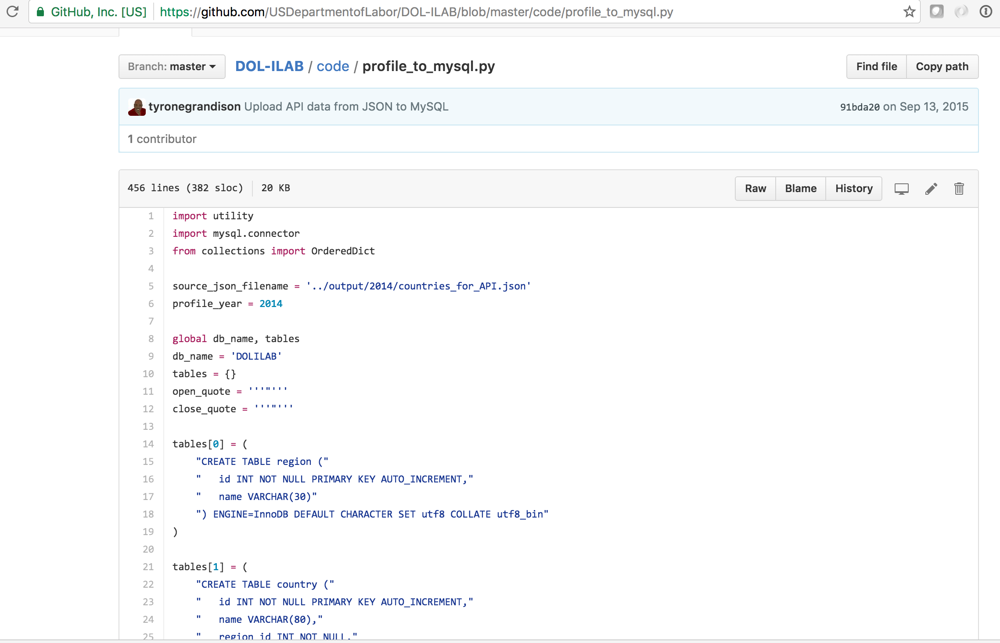 GitHub, Inc. [US] https://github.com/USDepartmentofLabor/DOL-ILAB/blob/master/code/profile_to_mysql.py
Branch: master DOL-ILAB / code / profile_to_mysql.py Find file Copy path
tyronegrandison Upload API data from JSON to MySQL 91bda20 on Sep 13, 2015
1 contributor
456 lines (382 sloc) 20 KB Raw Blame History
1 import utility
2 import mysql.connector
3 from collections import OrderedDict
4
5 source_json_filename = '../output/2014/countries_for_API.json'
6 profile_year = 2014
7
8 global db_name, tables
9 db_name = 'DOLILAB'
10 tables = {}
11 open_quote = '''"'''
12 close_quote = '''"'''
13
14 tables[0] = (
15     "CREATE TABLE region ("
16     "   id INT NOT NULL PRIMARY KEY AUTO_INCREMENT,"
17     "   name VARCHAR(30)"
18     ") ENGINE=InnoDB DEFAULT CHARACTER SET utf8 COLLATE utf8_bin"
19 )
20
21 tables[1] = (
22     "CREATE TABLE country ("
23     "   id INT NOT NULL PRIMARY KEY AUTO_INCREMENT,"
24     "   name VARCHAR(80),"
25     "   region_id INT NOT NULL,"